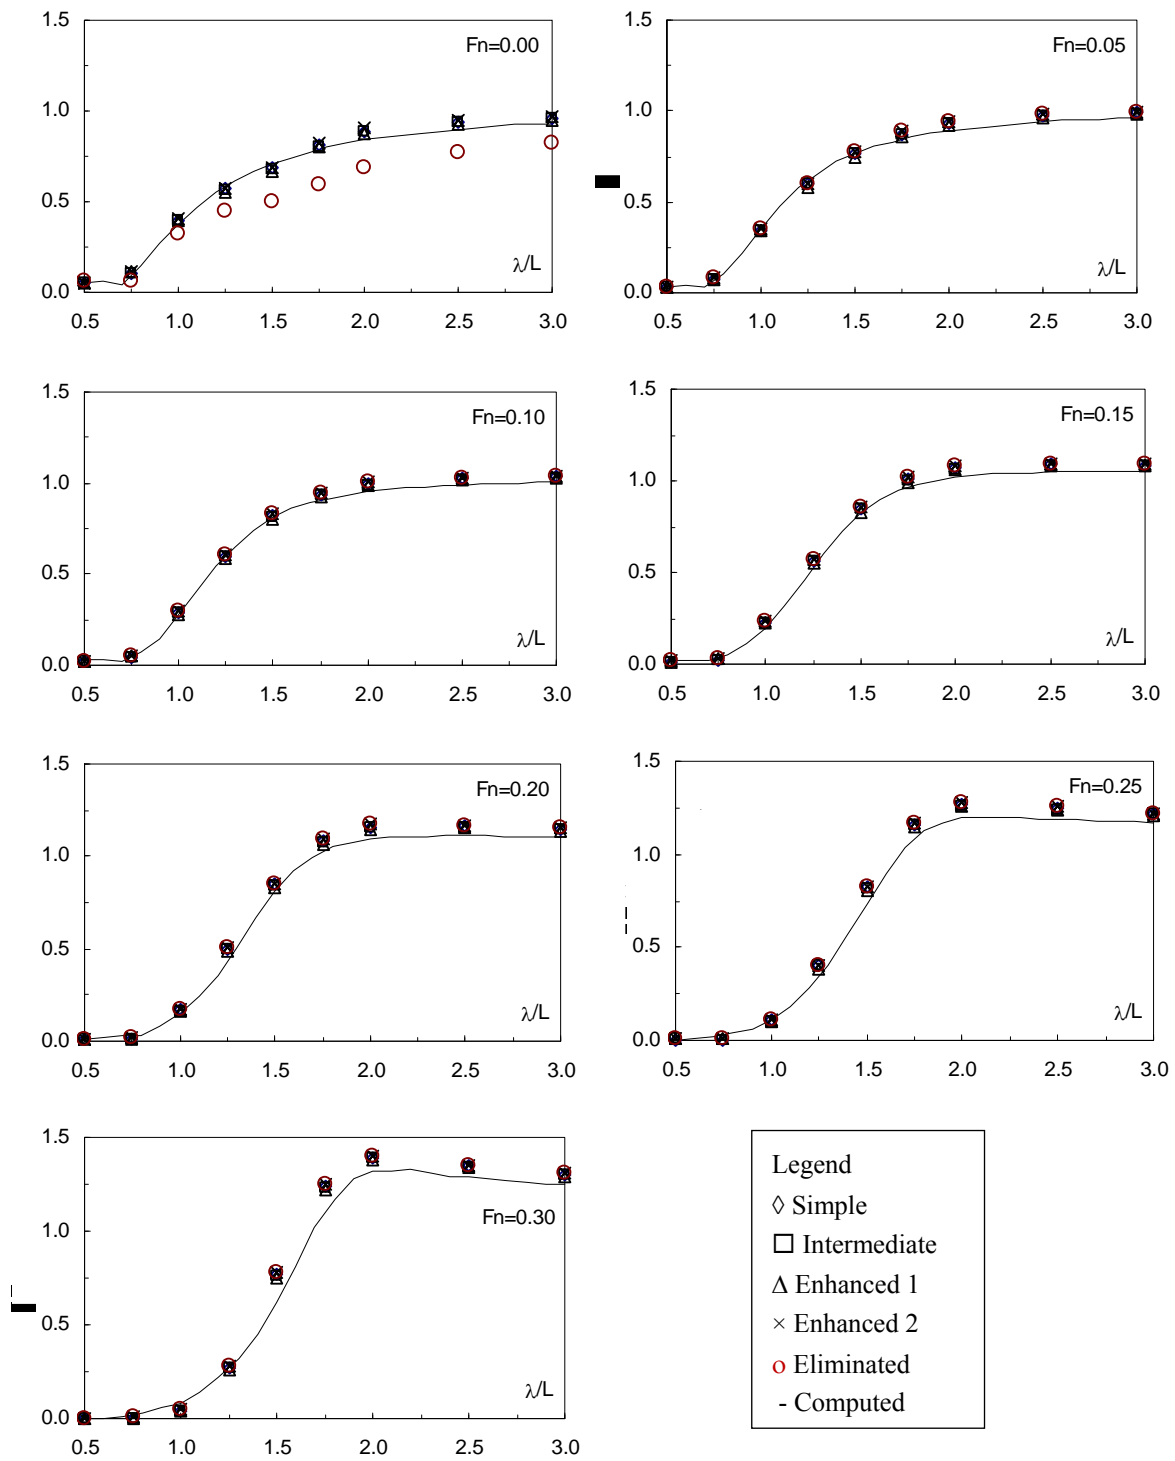 1.5
Fn=0.00
1.0
0.5
λ/L
0.0
0.5 1.0 1.5 2.0 2.5 3.0
1.5
Fn=0.05
1.0
0.5
λ/L
0.0
0.5 1.0 1.5 2.0 2.5 3.0
1.5
Fn=0.10
1.0
0.5
λ/L
0.0
0.5 1.0 1.5 2.0 2.5 3.0
1.5
Fn=0.15
1.0
0.5
λ/L
0.0
0.5 1.0 1.5 2.0 2.5 3.0
1.5
Fn=0.20
1.0
0.5
λ/L
0.0
0.5 1.0 1.5 2.0 2.5 3.0
1.5
Fn=0.25
1.0
0.5
λ/L
0.0
0.5 1.0 1.5 2.0 2.5 3.0
1.5
Fn=0.30
1.0
0.5
λ/L
0.0
0.5 1.0 1.5 2.0 2.5 3.0
Legend
◊ Simple
□ Intermediate
Δ Enhanced 1
× Enhanced 2
o Eliminated
- Computed